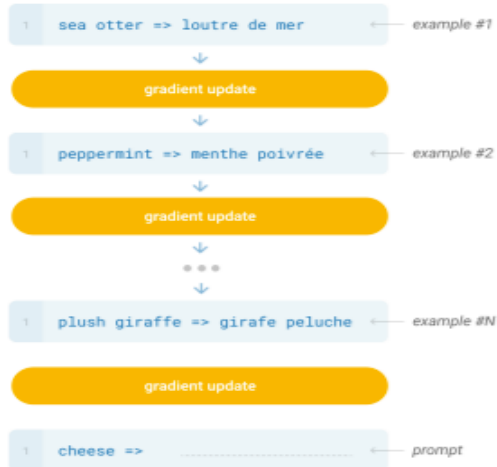 1 sea otter => loutre de mer example #1
gradient update
1 peppermint => menthe poivrée example #2
gradient update
1 plush giraffe => girafe peluche example #N
gradient update
1 cheese => prompt